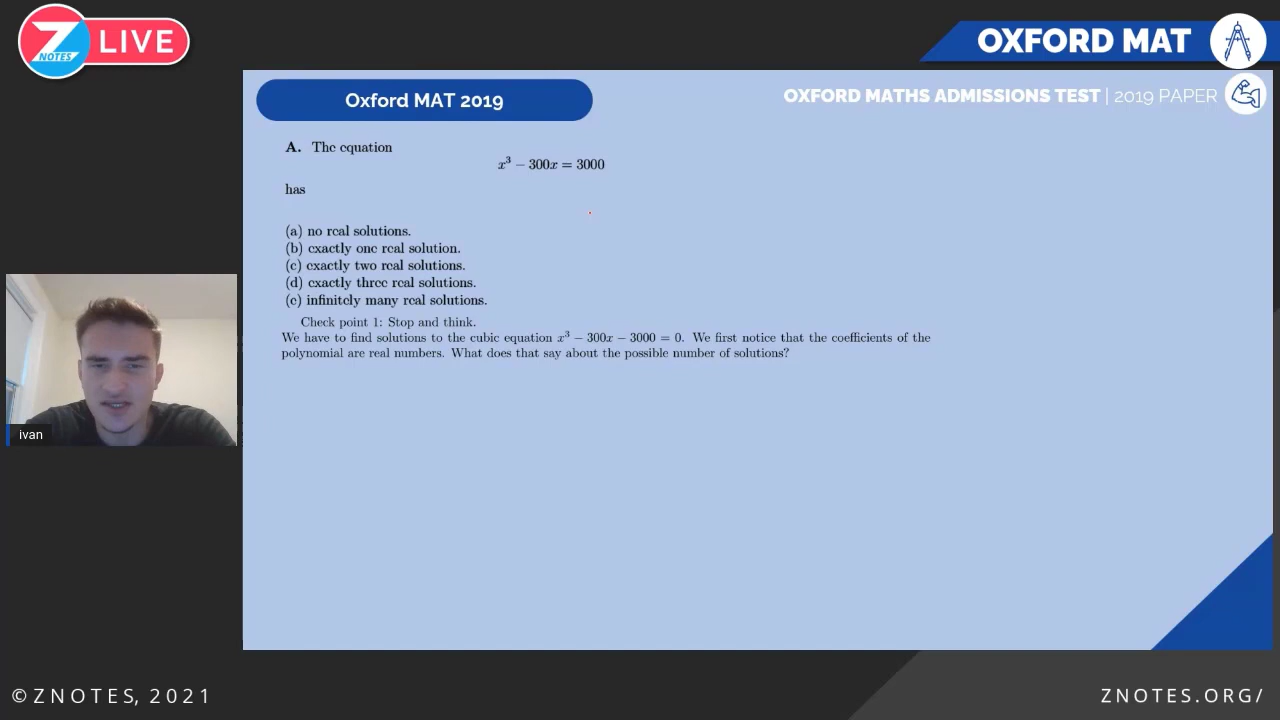 Z NOTES LIVE
OXFORD MAT
Oxford MAT 2019
OXFORD MATHS ADMISSIONS TEST | 2019 PAPER
A. The equation
x³ − 300x = 3000
has
(a) no real solutions.
(b) exactly one real solution.
(c) exactly two real solutions.
(d) exactly three real solutions.
(e) infinitely many real solutions.
Check point 1: Stop and think.
We have to find solutions to the cubic equation x³ − 300x − 3000 = 0. We first notice that the coefficients of the
polynomial are real numbers. What does that say about the possible number of solutions?
ivan
© ZNOTES, 2021
ZNOTES.ORG/